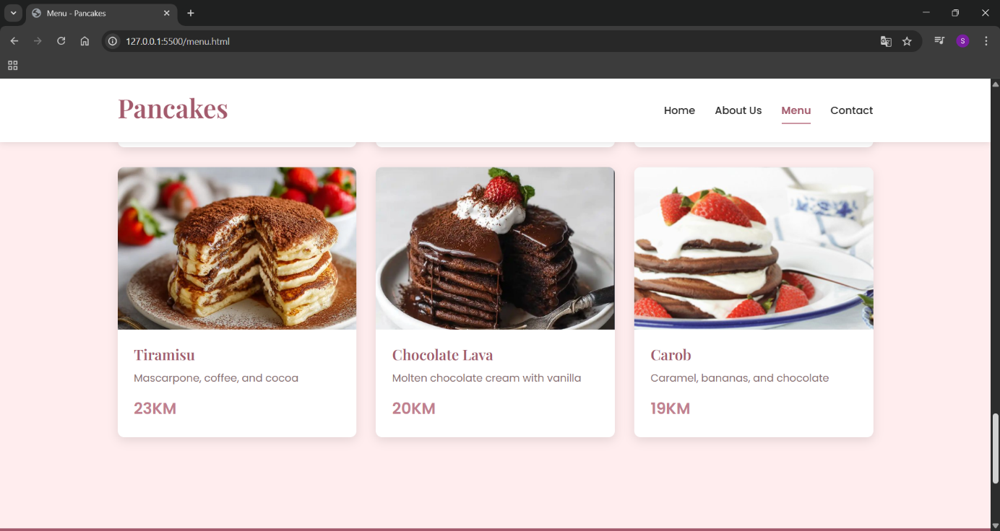 Menu - Pancakes
127.0.0.1:5500/menu.html
S
Pancakes
Home About Us Menu Contact
Tiramisu
Mascarpone, coffee, and cocoa
23KM
Chocolate Lava
Molten chocolate cream with vanilla
20KM
Carob
Caramel, bananas, and chocolate
19KM